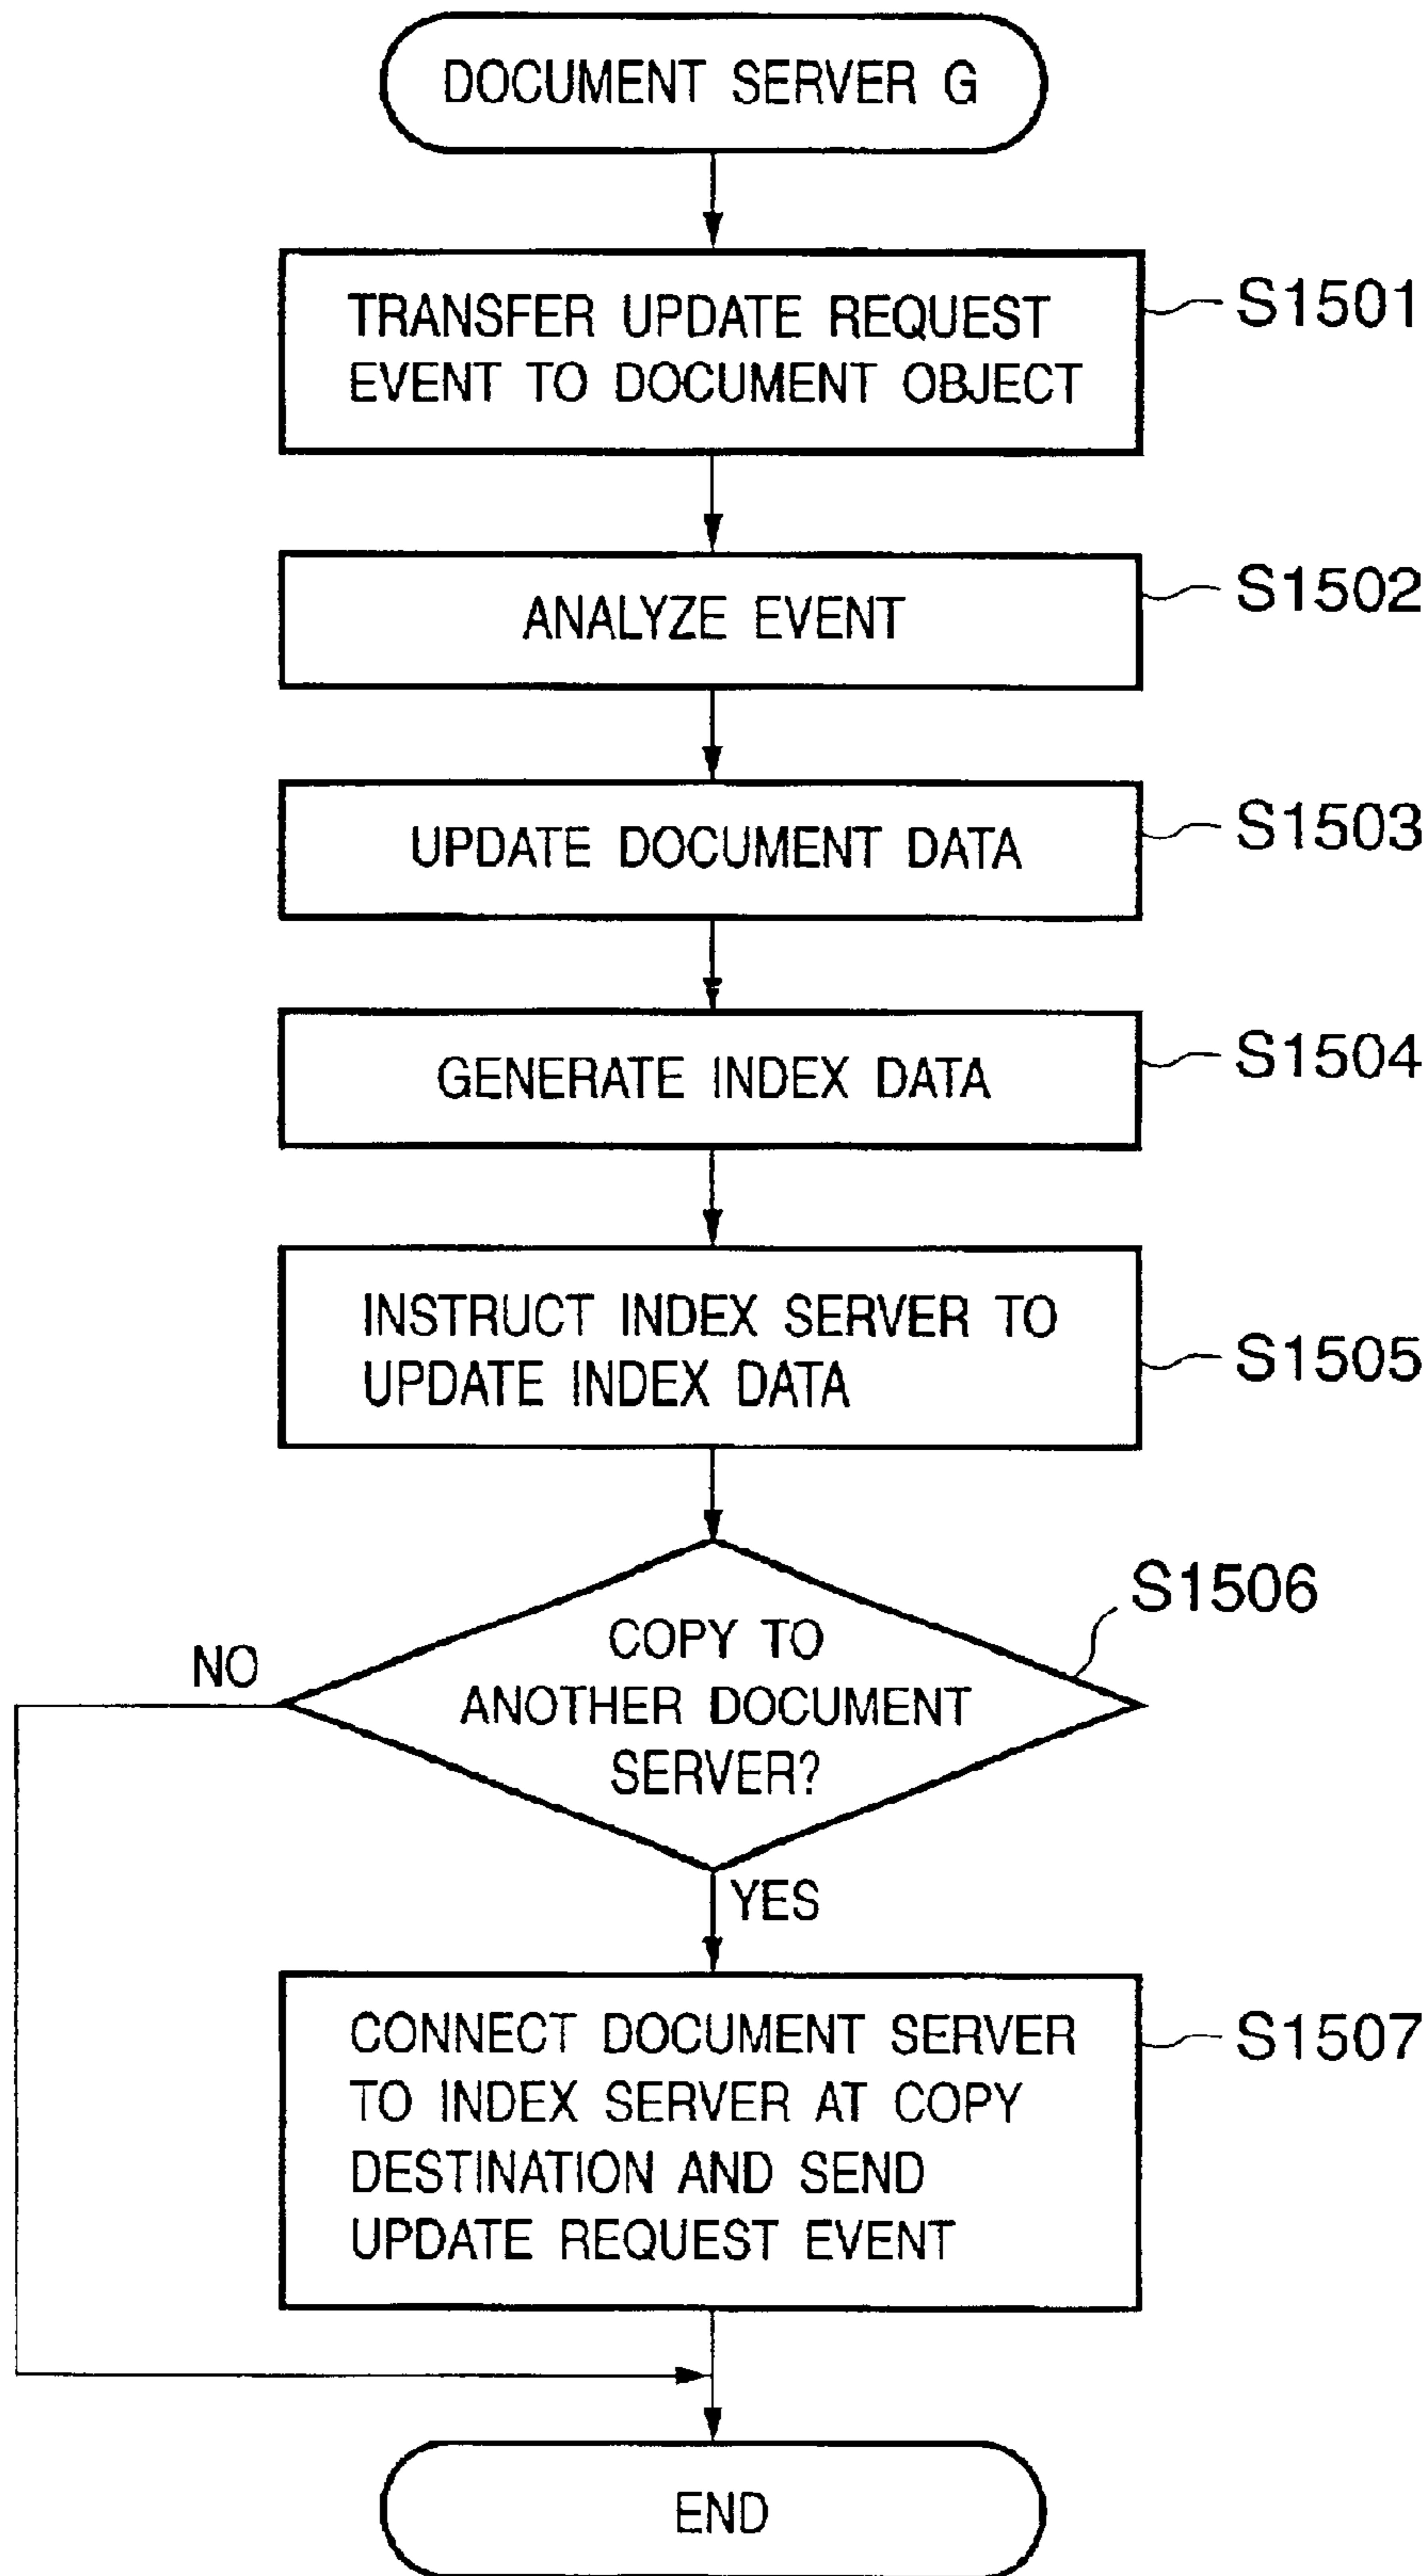 DOCUMENT SERVER G
TRANSFER UPDATE REQUEST
EVENT TO DOCUMENT OBJECT
S1501
ANALYZE EVENT
S1502
UPDATE DOCUMENT DATA
S1503
GENERATE INDEX DATA
S1504
INSTRUCT INDEX SERVER TO
UPDATE INDEX DATA
S1505
COPY TO
ANOTHER DOCUMENT
SERVER?
S1506
NO
YES
CONNECT DOCUMENT SERVER
TO INDEX SERVER AT COPY
DESTINATION AND SEND
UPDATE REQUEST EVENT
S1507
END